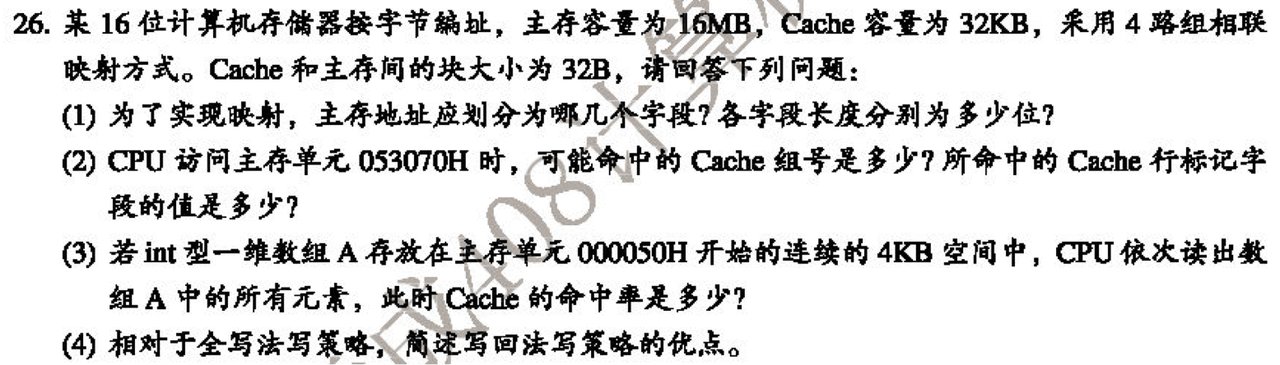 26. 某 16 位计算机存储器按字节编址，主存容量为 16MB，Cache 容量为 32KB，采用 4 路组相联
映射方式。Cache 和主存间的块大小为 32B，请回答下列问题：
(1) 为了实现映射，主存地址应划分为哪几个字段？各字段长度分别为多少位？
(2) CPU 访问主存单元 053070H 时，可能命中的 Cache 组号是多少？所命中的 Cache 行标记字
段的值是多少？
(3) 若 int 型一维数组 A 存放在主存单元 000050H 开始的连续的 4KB 空间中，CPU 依次读出数
组 A 中的所有元素，此时 Cache 的命中率是多少？
(4) 相对于全写法写策略，简述写回法写策略的优点。
成408计算机